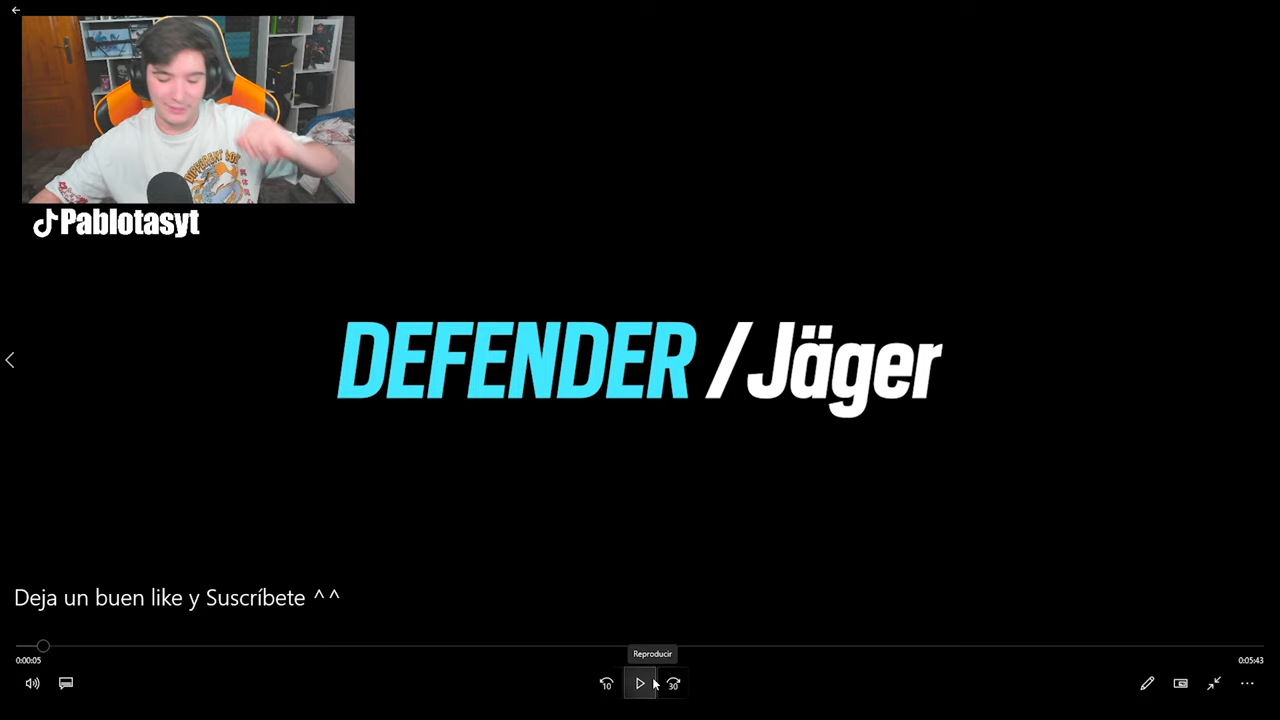 Pablotasyt
DEFENDER / Jäger
Deja un buen like y Suscríbete ^^
Reproducir
0:00:05
0:05:43
10
30